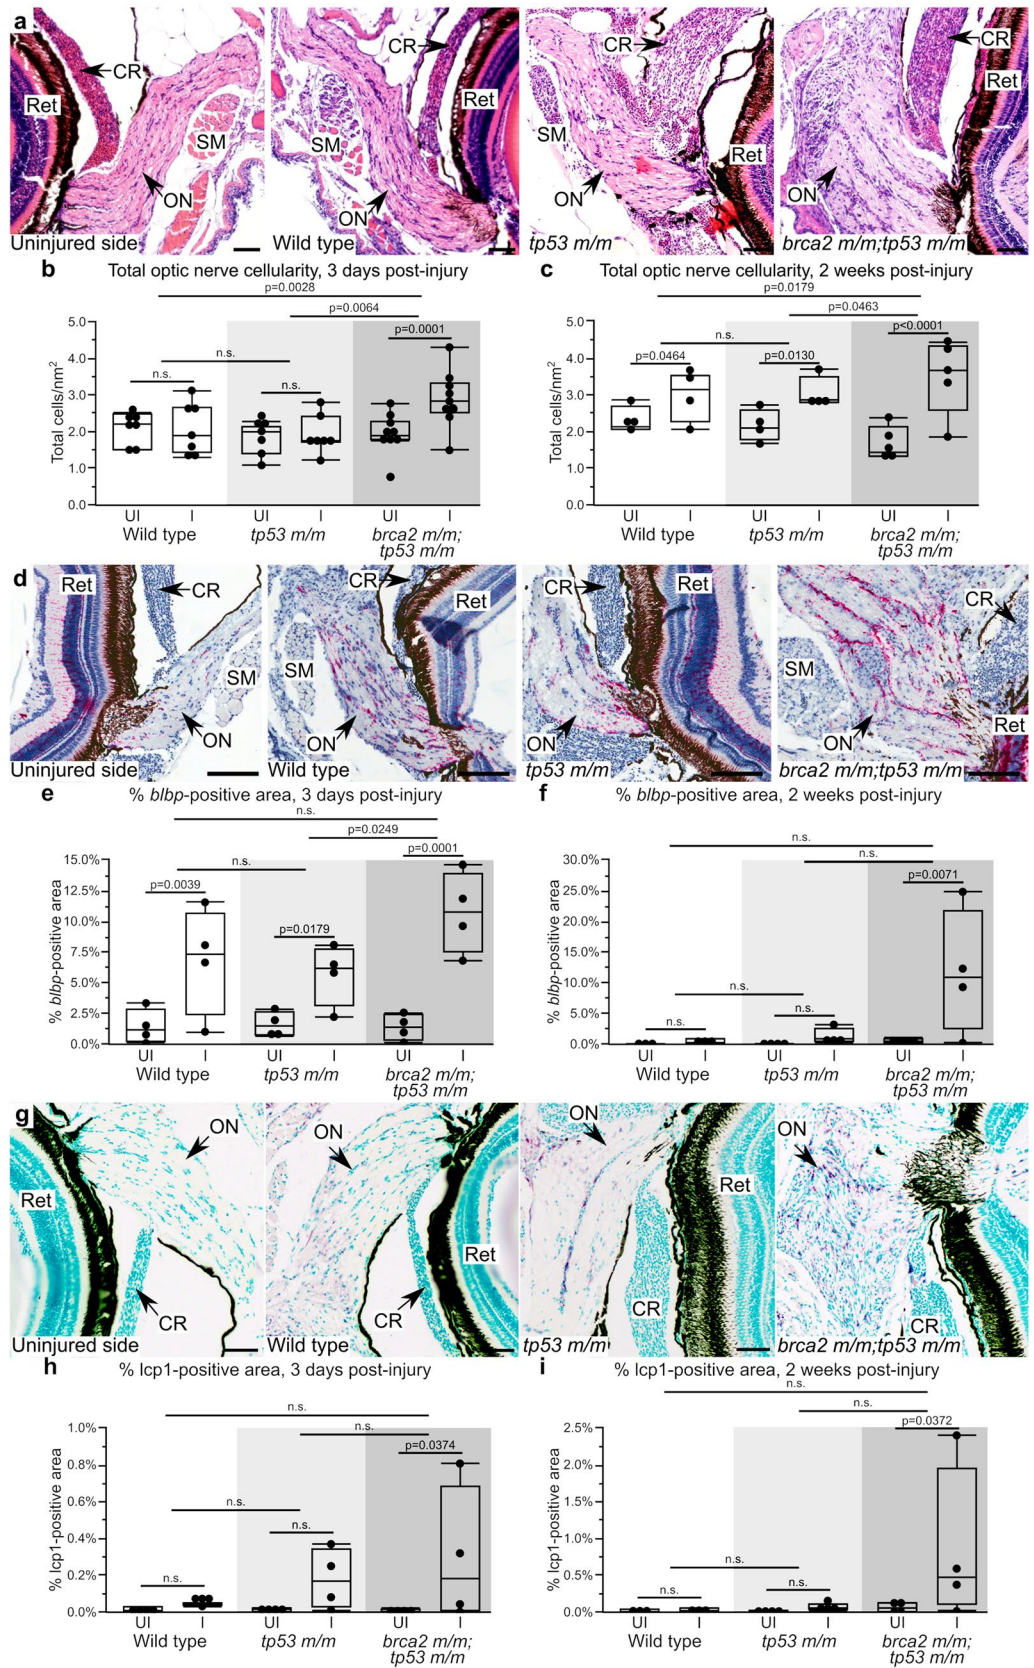 a
CR
CR
CR
CR
Ret
Ret
SM
SM
SM
Ret
Ret
ON
ON
ON
ON
Uninjured side
Wild type
tp53 m/m
brca2 m/m;tp53 m/m
b
Total optic nerve cellularity, 3 days post-injury
p=0.0028
p=0.0064
p=0.0001
n.s.
n.s.
n.s.
Total cells/nm²
5.0
4.0
3.0
2.0
1.0
0.0
UI
I
UI
I
UI
I
Wild type
tp53 m/m
brca2 m/m;
tp53 m/m
c
Total optic nerve cellularity, 2 weeks post-injury
p=0.0179
p=0.0463
p<0.0001
n.s.
p=0.0464
p=0.0130
Total cells/nm²
5.0
4.0
3.0
2.0
1.0
0.0
UI
I
UI
I
UI
I
Wild type
tp53 m/m
brca2 m/m;
tp53 m/m
d
Ret
CR
CR
Ret
CR
Ret
CR
SM
SM
SM
Ret
ON
ON
ON
ON
Uninjured side
Wild type
tp53 m/m
brca2 m/m;tp53 m/m
e
% blbp-positive area, 3 days post-injury
n.s.
p=0.0249
p=0.0001
n.s.
p=0.0039
p=0.0179
% blbp-positive area
15.0%
12.5%
10.0%
7.5%
5.0%
2.5%
0.0%
UI
I
UI
I
UI
I
Wild type
tp53 m/m
brca2 m/m;
tp53 m/m
f
% blbp-positive area, 2 weeks post-injury
n.s.
n.s.
p=0.0071
n.s.
n.s.
n.s.
% blbp-positive area
30.0%
25.0%
20.0%
15.0%
10.0%
5.0%
0.0%
UI
I
UI
I
UI
I
Wild type
tp53 m/m
brca2 m/m;
tp53 m/m
g
ON
ON
ON
ON
Ret
Ret
Ret
CR
CR
CR
CR
Uninjured side
Wild type
tp53 m/m
brca2 m/m;tp53 m/m
h
% lcp1-positive area, 3 days post-injury
n.s.
n.s.
p=0.0374
n.s.
n.s.
n.s.
% lcp1-positive area
1.0%
0.8%
0.6%
0.4%
0.2%
0.0%
UI
I
UI
I
UI
I
Wild type
tp53 m/m
brca2 m/m;
tp53 m/m
i
% lcp1-positive area, 2 weeks post-injury
n.s.
n.s.
p=0.0372
n.s.
n.s.
n.s.
% lcp1-positive area
2.5%
2.0%
1.5%
1.0%
0.5%
0.0%
UI
I
UI
I
UI
I
Wild type
tp53 m/m
brca2 m/m;
tp53 m/m